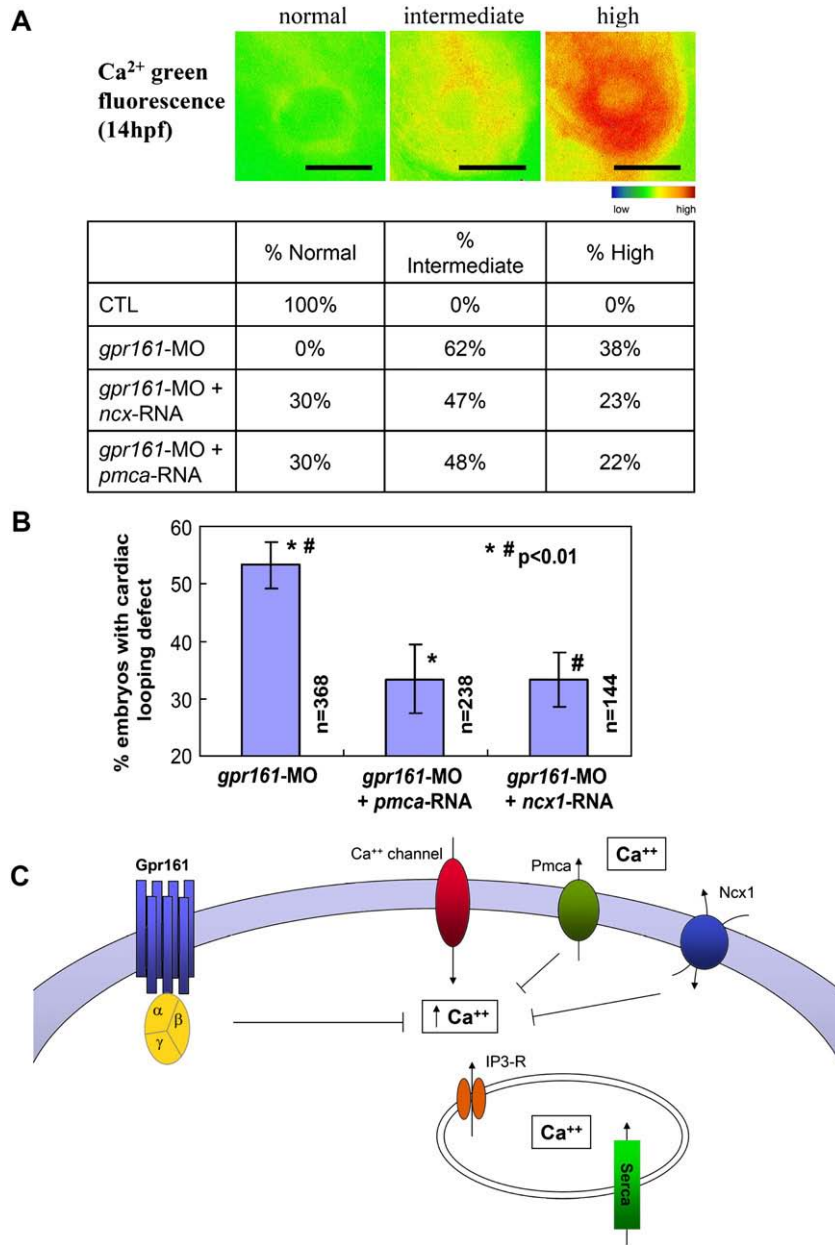 A
normal intermediate high
Ca²⁺ green
fluorescence
(14hpf)
low high
% Normal % Intermediate % High
CTL 100% 0% 0%
gpr161-MO 0% 62% 38%
gpr161-MO +
ncx-RNA 30% 47% 23%
gpr161-MO +
pmca-RNA 30% 48% 22%
B
% embryos with cardiac
looping defect
60
50
40
30
20
* #
n=368
*
n=238
#
n=144
* # p<0.01
gpr161-MO
gpr161-MO
+ pmca-RNA
gpr161-MO
+ ncx1-RNA
C
Gpr161
α
β
γ
Ca⁺⁺ channel
Pmca
Ca⁺⁺
Ncx1
↑ Ca⁺⁺
IP3-R
Ca⁺⁺
Serca